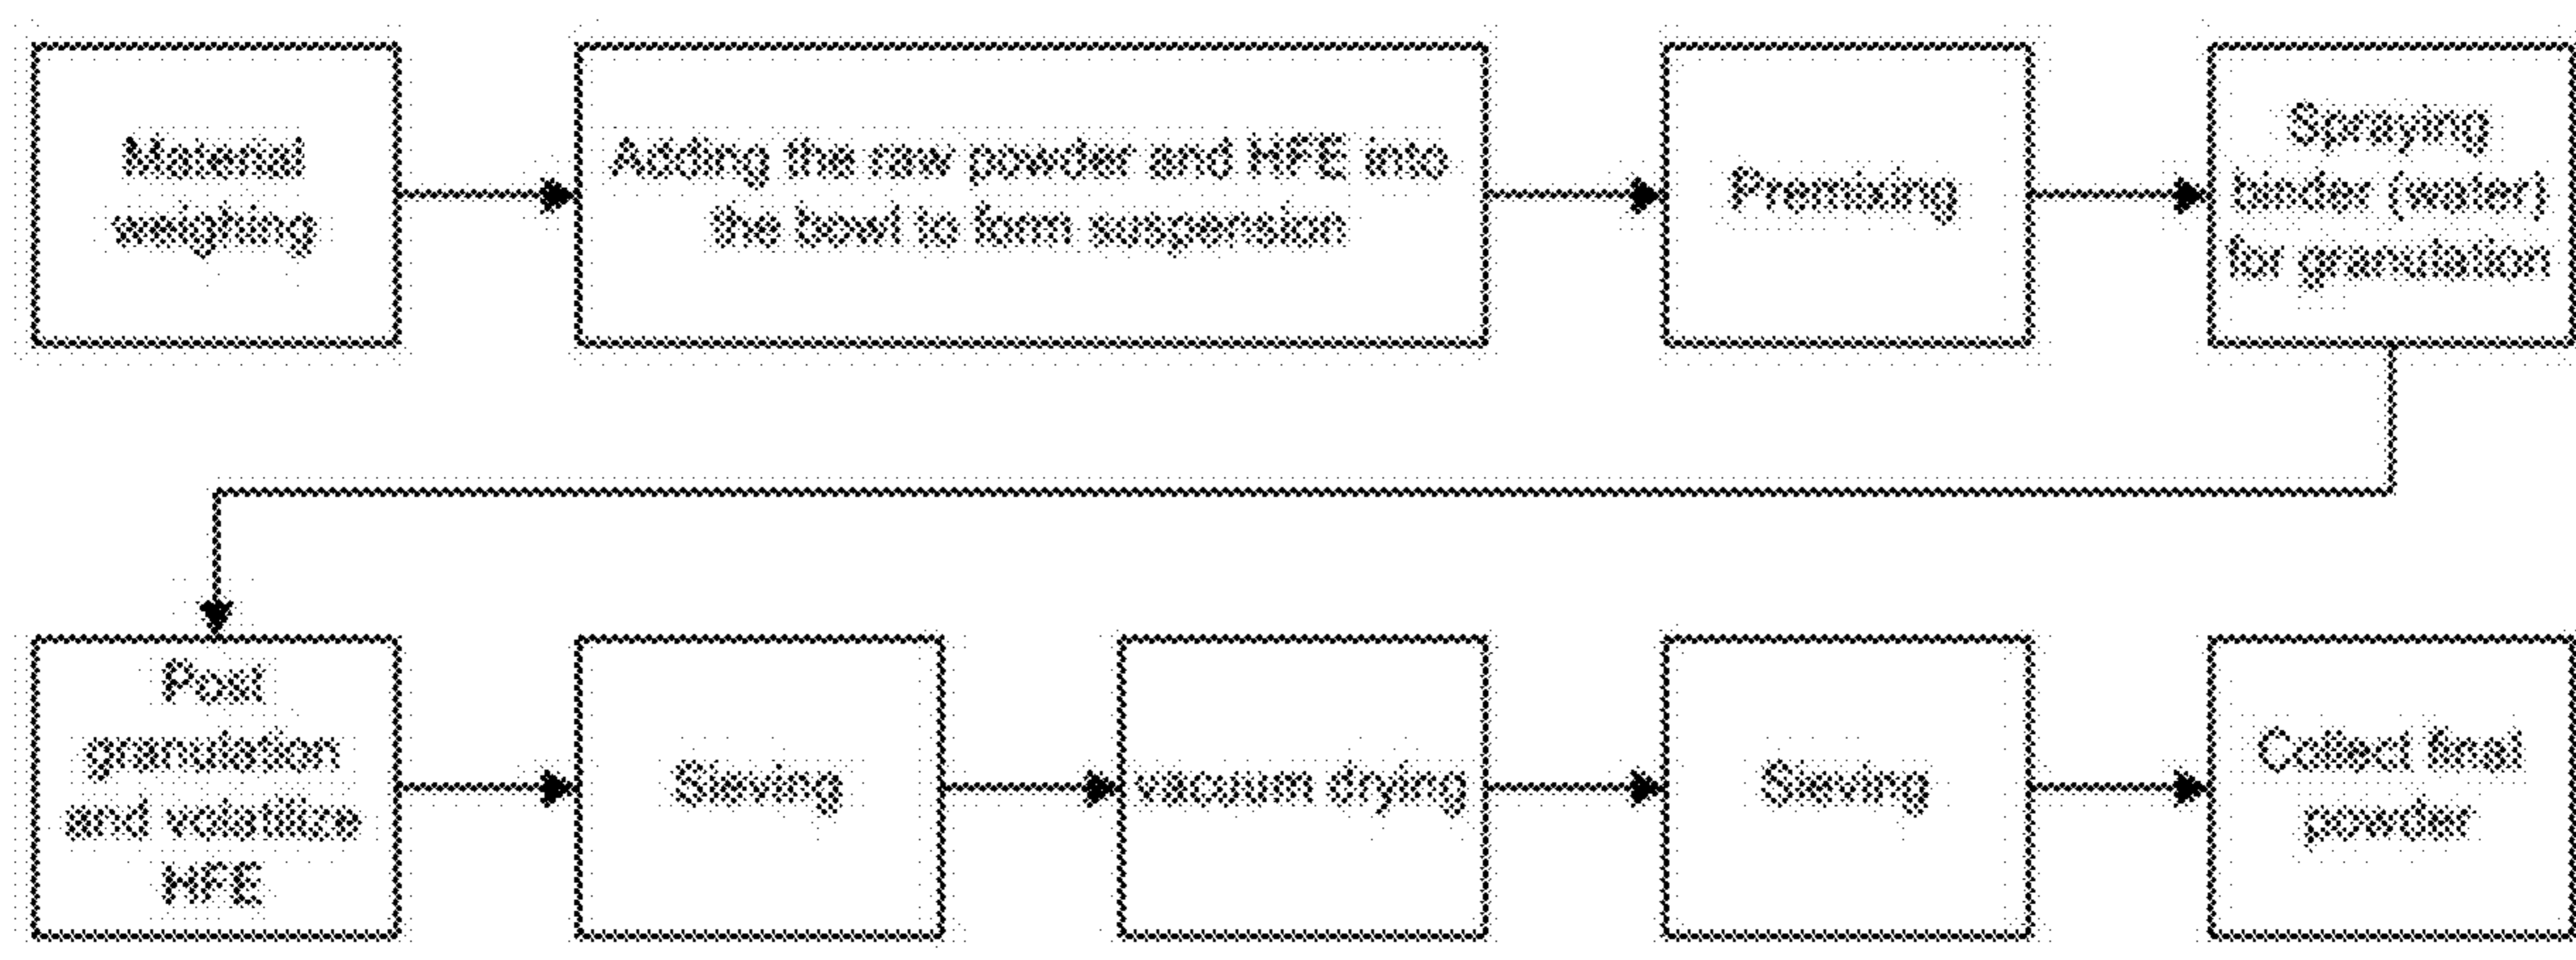 Material
weighing
Adding the raw powder and HFE into
the bowl to form suspension
Premixing
Spraying
binder (water)
for granulation
Post
granulation
and volatilize
HFE
Sieving
vacuum drying
Sieving
Collect final
powder